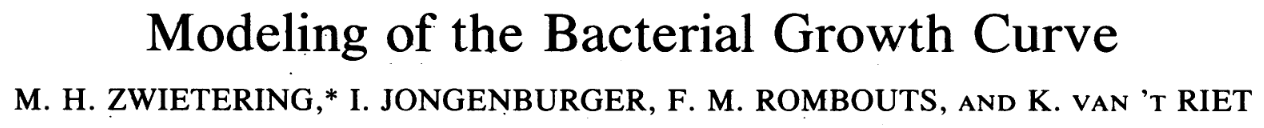 Modeling of the Bacterial Growth Curve
M. H. ZWIETERING,* I. JONGENBURGER, F. M. ROMBOUTS, AND K. VAN 'T RIET